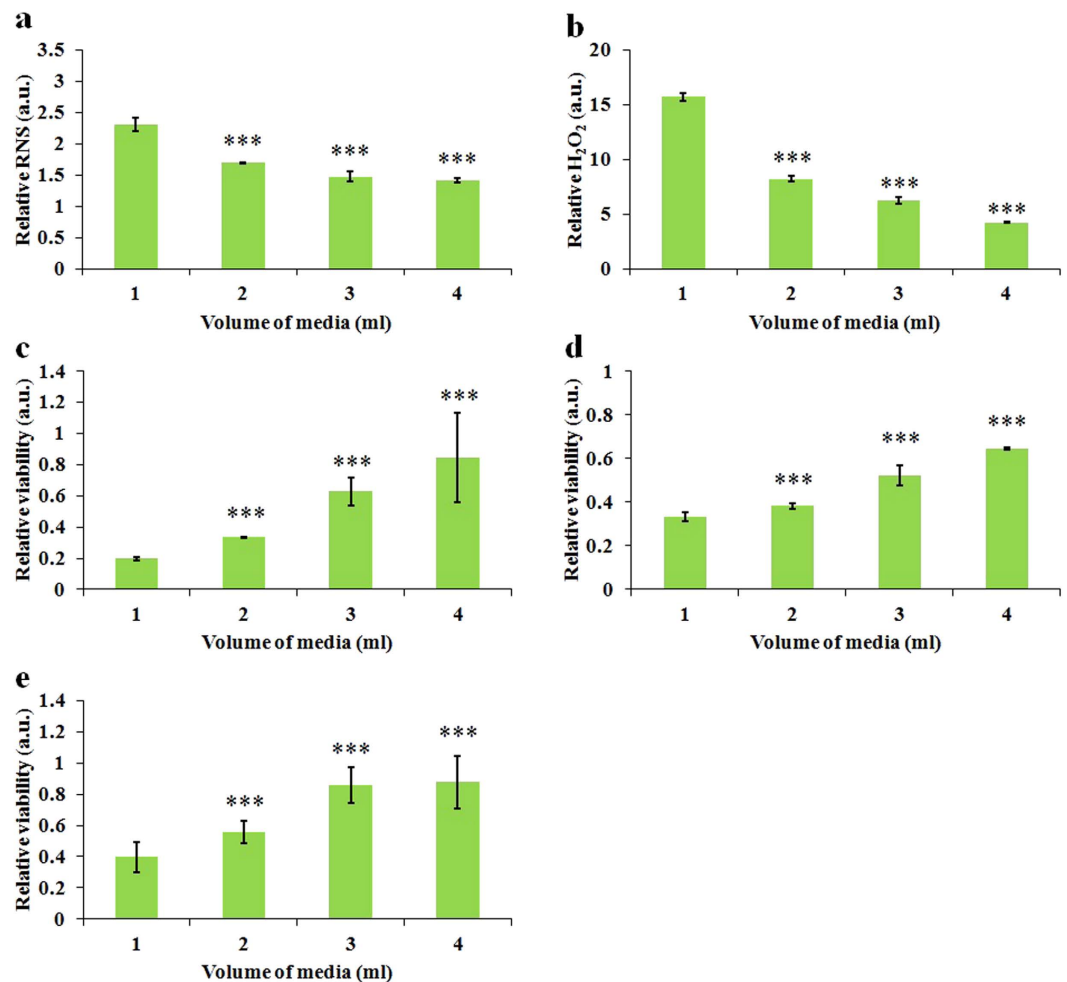 a
Relative RNS (a.u.)
3.5
3
2.5
2
1.5
1
0.5
0
***
***
***
1 2 3 4
Volume of media (ml)
b
Relative H₂O₂ (a.u.)
20
15
10
5
0
***
***
***
1 2 3 4
Volume of media (ml)
c
Relative viability (a.u.)
1.4
1.2
1
0.8
0.6
0.4
0.2
0
***
***
***
1 2 3 4
Volume of media (ml)
d
Relative viability (a.u.)
1
0.8
0.6
0.4
0.2
0
***
***
***
1 2 3 4
Volume of media (ml)
e
Relative viability (a.u.)
1.4
1.2
1
0.8
0.6
0.4
0.2
0
***
***
***
1 2 3 4
Volume of media (ml)